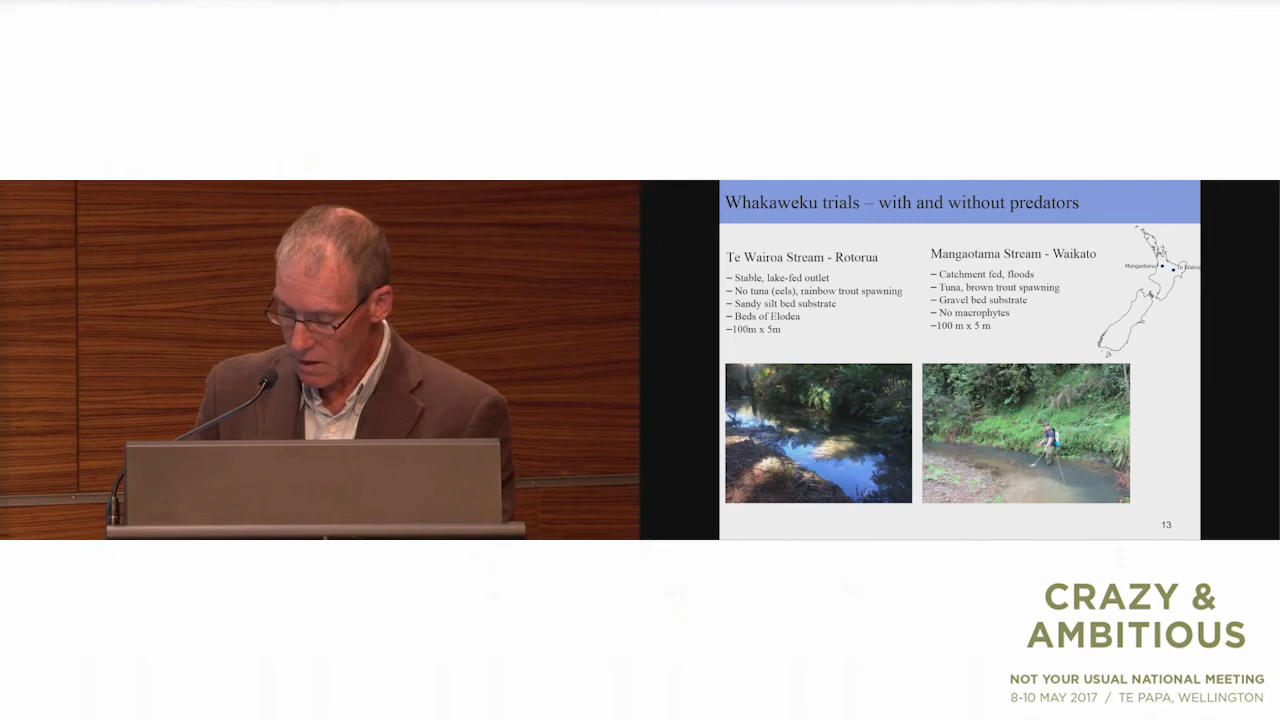 Whakaweku trials – with and without predators
Te Wairoa Stream - Rotorua
– Stable, lake-fed outlet
– No tuna (eels), rainbow trout spawning
– Sandy silt bed substrate
– Beds of Elodea
–100m x 5m
Mangaotama Stream - Waikato
– Catchment fed, floods
– Tuna, brown trout spawning
– Gravel bed substrate
– No macrophytes
–100 m x 5 m
Mangaotama
Te Wairoa
13
CRAZY &
AMBITIOUS
NOT YOUR USUAL NATIONAL MEETING
8-10 MAY 2017 / TE PAPA, WELLINGTON